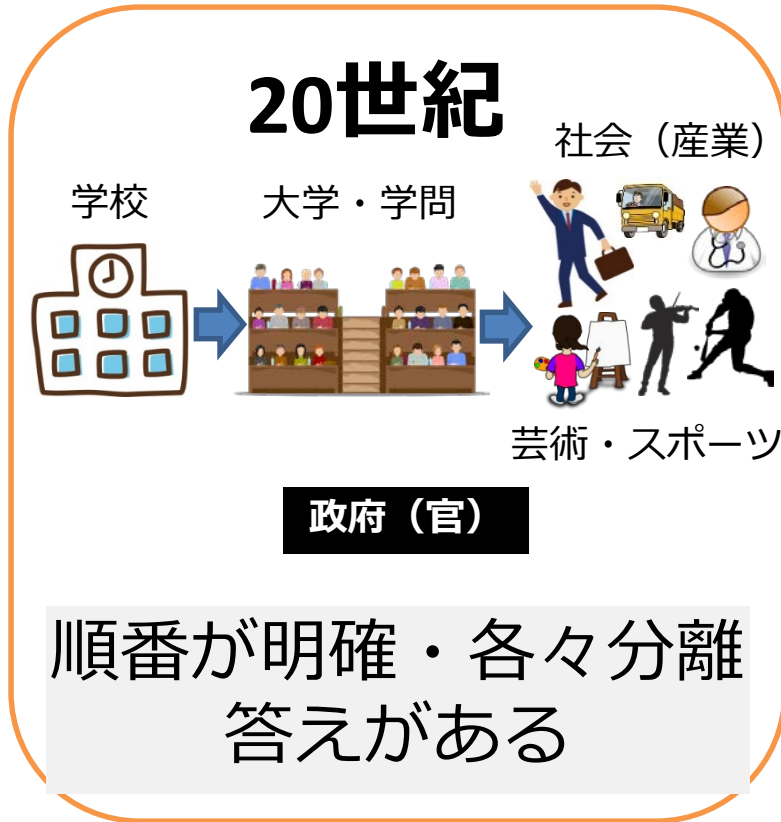 20世紀
社会（産業）
学校
大学・学問
芸術・スポーツ
政府（官）
順番が明確・各々分離
答えがある